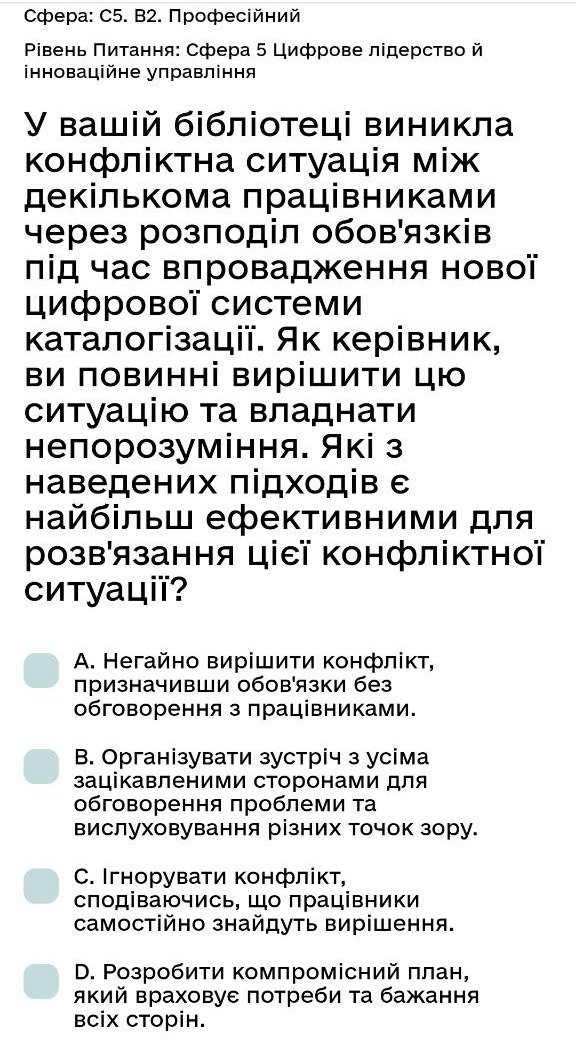 Сфера: С5. В2. Професійний
Рівень Питання: Сфера 5 Цифрове лідерство й
інноваційне управління
У вашій бібліотеці виникла
конфліктна ситуація між
декількома працівниками
через розподіл обов'язків
під час впровадження нової
цифрової системи
каталогізації. Як керівник,
ви повинні вирішити цю
ситуацію та владнати
непорозуміння. Які з
наведених підходів є
найбільш ефективними для
розв'язання цієї конфліктної
ситуації?
А. Негайно вирішити конфлікт,
призначивши обов'язки без
обговорення з працівниками.
В. Організувати зустріч з усіма
зацікавленими сторонами для
обговорення проблеми та
вислуховування різних точок зору.
С. Ігнорувати конфлікт,
сподіваючись, що працівники
самостійно знайдуть вирішення.
D. Розробити компромісний план,
який враховує потреби та бажання
всіх сторін.